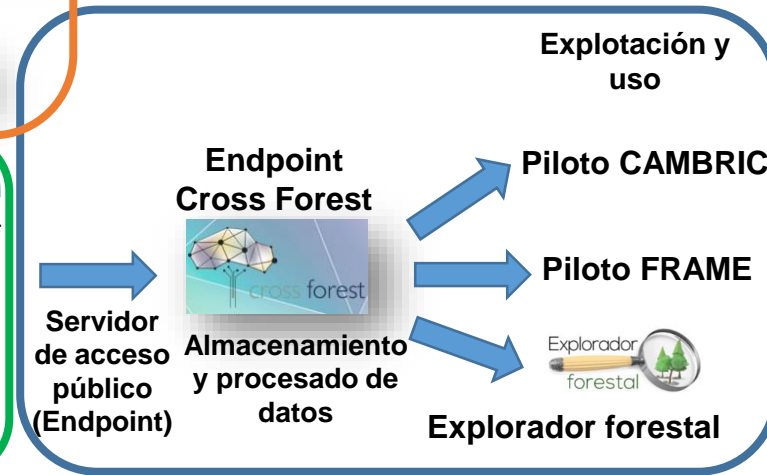 Explotación y
uso
Endpoint
Cross Forest
cross forest
Piloto CAMBRIC
Piloto FRAME
Servidor
de acceso
público
(Endpoint)
Almacenamiento
y procesado de
datos
Explorador
forestal
Explorador forestal